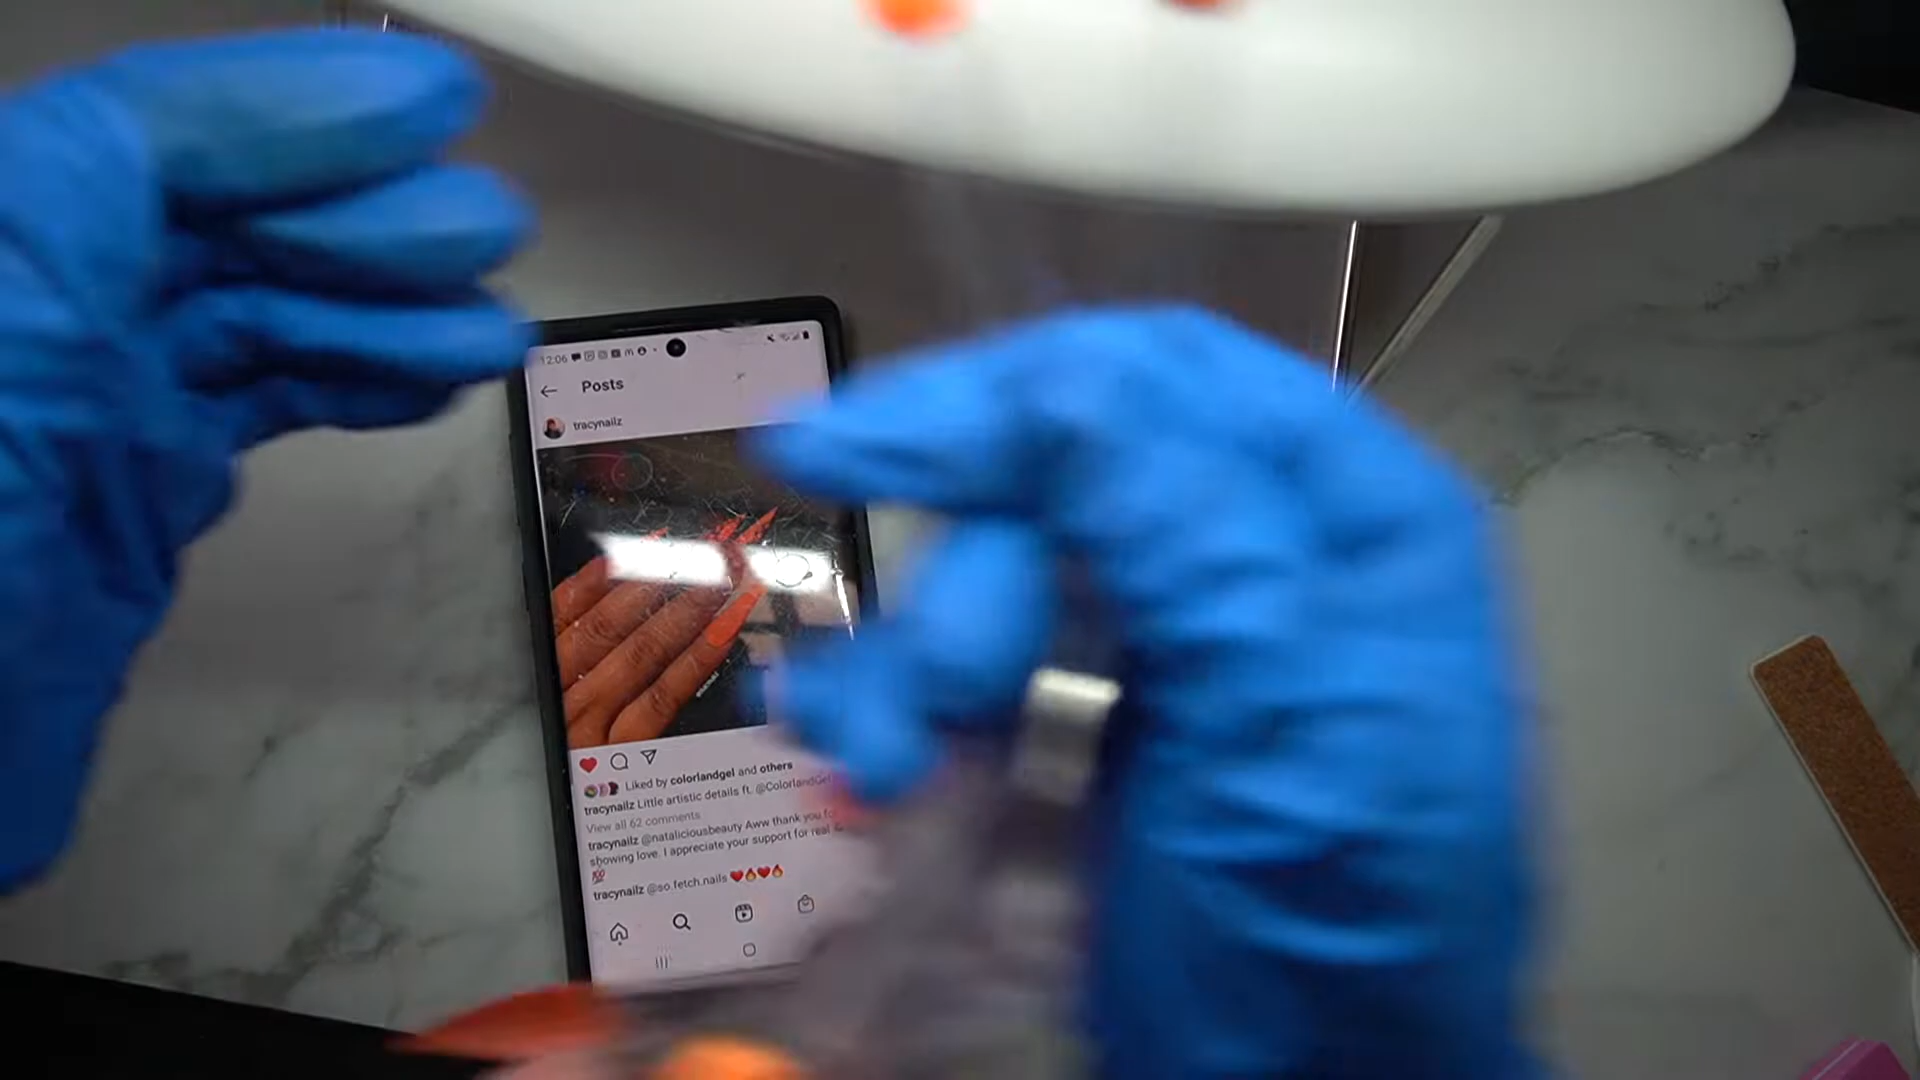 12:06
Posts
tracynailz
Liked by colorlandgel and others
tracynailz Little artistic details ft. @ColorlandGel
View all 62 comments
tracynailz @nataliciousbeauty Aww thank you for
showing love. I appreciate your support for real
💯
tracynailz @so.fetch.nails ❤️🔥❤️🔥